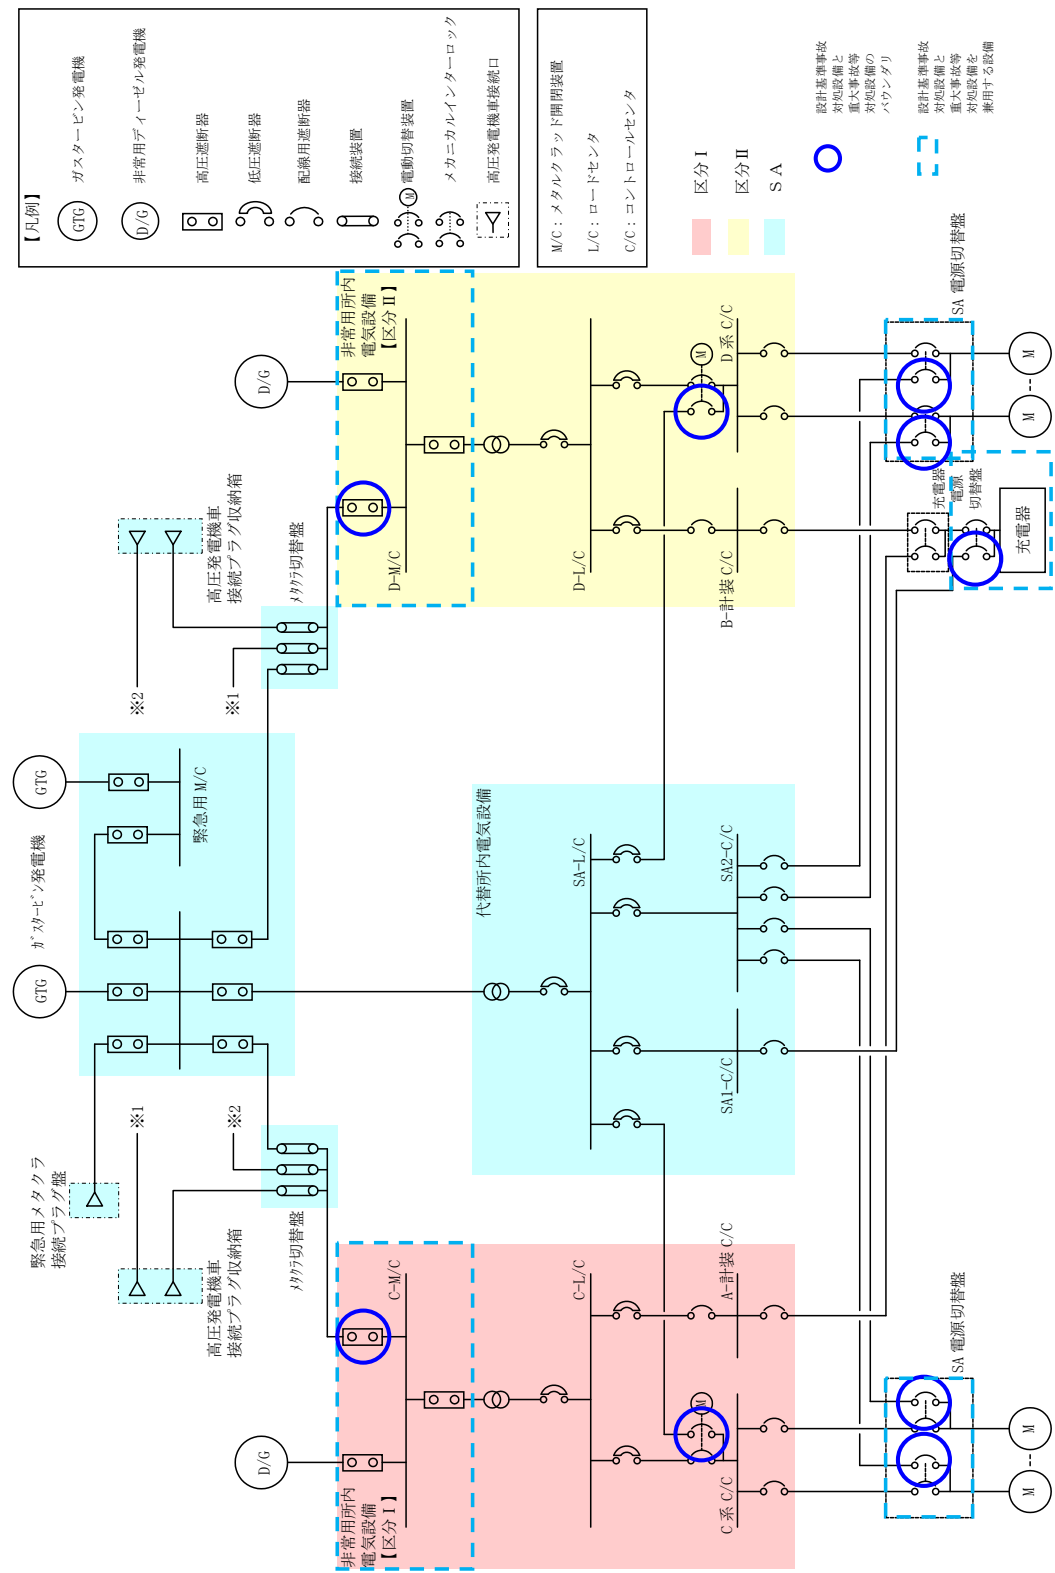 【凡例】
GTG
ガスタービン発電機
D/G
非常用ディーゼル発電機
高圧遮断器
低圧遮断器
配線用遮断器
接続装置
M
電動切替装置
メカニカルインターロック
高圧発電機車接続口
M/C：メタルクラッド開閉装置
L/C：ロードセンタ
C/C：コントロールセンタ
区分Ⅰ
区分Ⅱ
ＳＡ
設計基準事故
対処設備と
重大事故等
対処設備の
バウンダリ
設計基準事故
対処設備と
重大事故等
対処設備を
兼用する設備
緊急用メタクラ
接続プラグ盤
高圧発電機車
接続プラグ収納箱
※1
※2
メタクラ切替盤
GTG
ガスタービン発電機
GTG
緊急用 M/C
※2
※1
高圧発電機車
接続プラグ収納箱
メタクラ切替盤
D/G
非常用所内
電気設備
【区分Ⅰ】
C-M/C
C-L/C
M
C 系 C/C
A-計装 C/C
代替所内電気設備
SA-L/C
SA1-C/C
SA2-C/C
D/G
非常用所内
電気設備
【区分Ⅱ】
D-M/C
D-L/C
M
B-計装 C/C
D 系 C/C
SA 電源切替盤
M
M
充電器
電源
切替盤
充電器
SA 電源切替盤
M
M